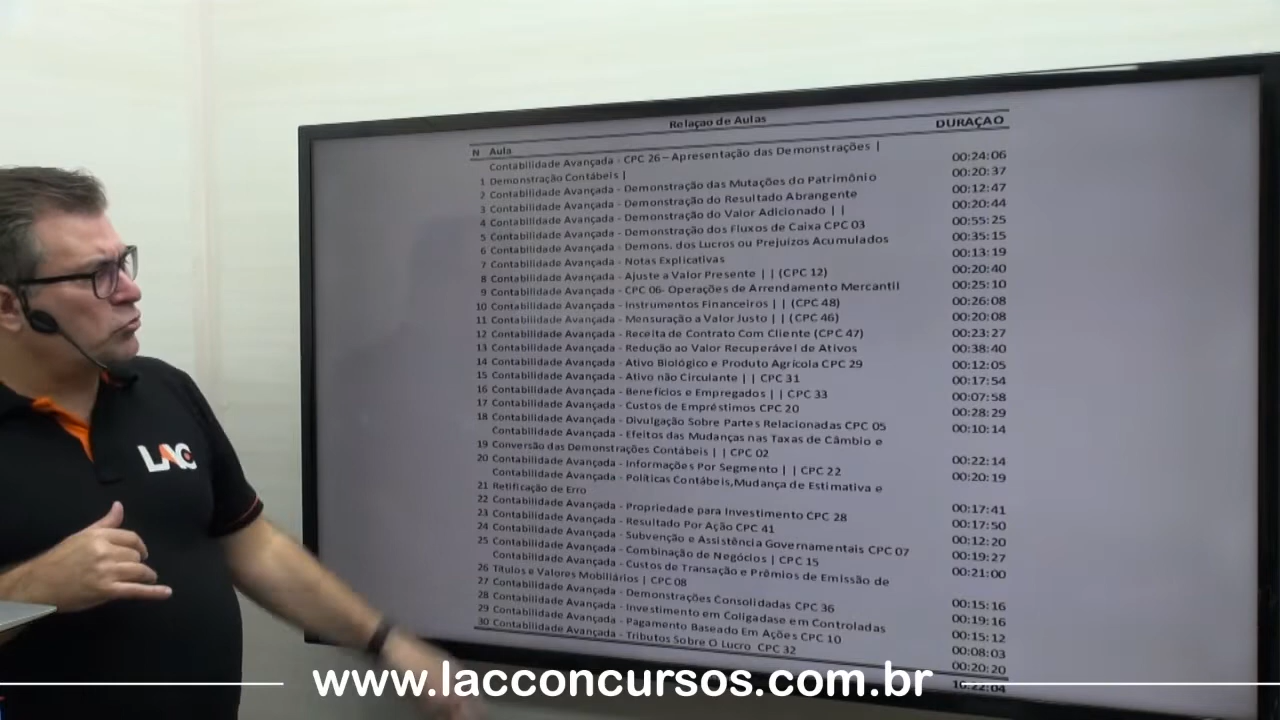 Relação de Aulas
N Aula DURAÇÃO
Contabilidade Avançada - CPC 26 – Apresentação das Demonstrações |
1 Demonstração Contábeis | 00:24:06
2 Contabilidade Avançada - Demonstração das Mutações do Patrimônio 00:20:37
3 Contabilidade Avançada - Demonstração do Resultado Abrangente 00:12:47
4 Contabilidade Avançada - Demonstração do Valor Adicionado | | 00:20:44
5 Contabilidade Avançada - Demonstração dos Fluxos de Caixa CPC 03 00:55:25
6 Contabilidade Avançada - Demons. dos Lucros ou Prejuízos Acumulados 00:35:15
7 Contabilidade Avançada - Notas Explicativas 00:13:19
8 Contabilidade Avançada - Ajuste a Valor Presente | | (CPC 12) 00:20:40
9 Contabilidade Avançada - CPC 06- Operações de Arrendamento Mercantil 00:25:10
10 Contabilidade Avançada - Instrumentos Financeiros | | (CPC 48) 00:26:08
11 Contabilidade Avançada - Mensuração a Valor Justo | | (CPC 46) 00:20:08
12 Contabilidade Avançada - Receita de Contrato Com Cliente (CPC 47) 00:23:27
13 Contabilidade Avançada - Redução ao Valor Recuperável de Ativos 00:38:40
14 Contabilidade Avançada - Ativo Biológico e Produto Agrícola CPC 29 00:12:05
15 Contabilidade Avançada - Ativo não Circulante | | CPC 31 00:17:54
16 Contabilidade Avançada - Benefícios e Empregados | | CPC 33 00:07:58
17 Contabilidade Avançada - Custos de Empréstimos CPC 20 00:28:29
18 Contabilidade Avançada - Divulgação Sobre Partes Relacionadas CPC 05 00:10:14
Contabilidade Avançada - Efeitos das Mudanças nas Taxas de Câmbio e
19 Conversão das Demonstrações Contábeis | | CPC 02 00:22:14
20 Contabilidade Avançada - Informações Por Segmento | | CPC 22 00:20:19
Contabilidade Avançada - Políticas Contábeis,Mudança de Estimativa e
21 Retificação de Erro 00:17:41
22 Contabilidade Avançada - Propriedade para Investimento CPC 28 00:17:50
23 Contabilidade Avançada - Resultado Por Ação CPC 41 00:12:20
24 Contabilidade Avançada - Subvenção e Assistência Governamentais CPC 07 00:19:27
25 Contabilidade Avançada - Combinação de Negócios | CPC 15 00:21:00
Contabilidade Avançada - Custos de Transação e Prêmios de Emissão de
26 Títulos e Valores Mobiliários | CPC 08 00:15:16
27 Contabilidade Avançada - Demonstrações Consolidadas CPC 36 00:19:16
28 Contabilidade Avançada - Investimento em Coligadase em Controladas 00:15:12
29 Contabilidade Avançada - Pagamento Baseado Em Ações CPC 10 00:08:03
30 Contabilidade Avançada - Tributos Sobre O Lucro CPC 32 00:20:20
10:22:04
LAC
www.lacconcursos.com.br